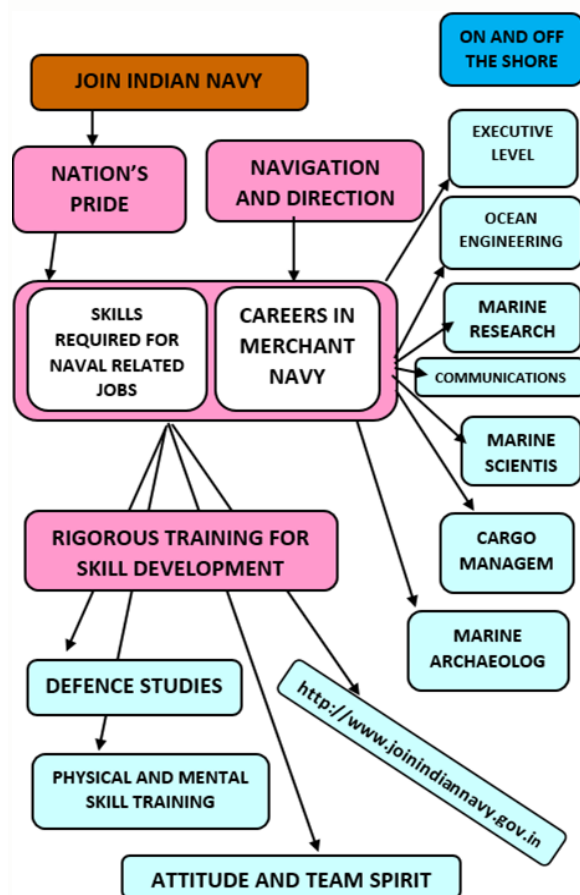 ON AND OFF
THE SHORE
JOIN INDIAN NAVY
EXECUTIVE
LEVEL
NATION'S
PRIDE
NAVIGATION
AND DIRECTION
OCEAN
ENGINEERING
SKILLS
REQUIRED FOR
NAVAL RELATED
JOBS
CAREERS IN
MERCHANT
NAVY
MARINE
RESEARCH
COMMUNICATIONS
MARINE
SCIENTIS
CARGO
MANAGEM
RIGOROUS TRAINING FOR
SKILL DEVELOPMENT
MARINE
ARCHAEOLOG
DEFENCE STUDIES
http://www.joinindiannavy.gov.in
PHYSICAL AND MENTAL
SKILL TRAINING
ATTITUDE AND TEAM SPIRIT